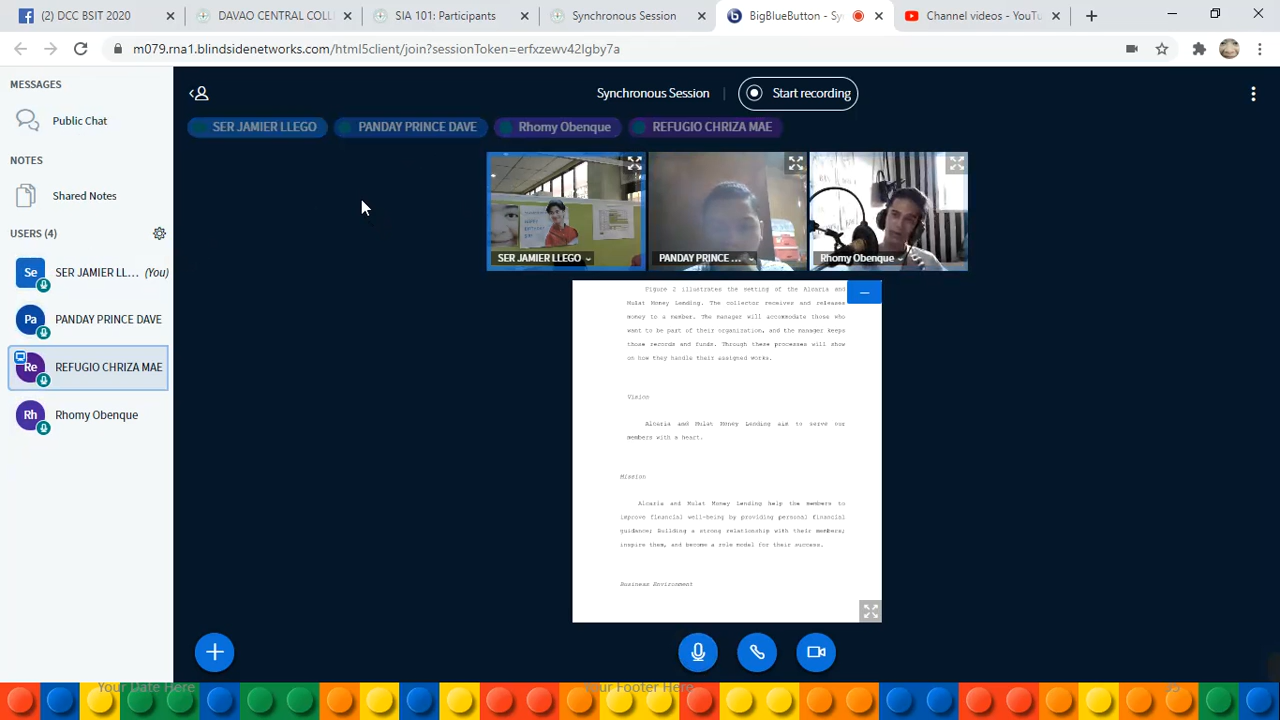 (2) DCC BSIT 2020
DAVAO CENTRAL COLL
SIA 101: Participants
Synchronous Session
BigBlueButton - Sy
Channel videos - YouTu
m079.rna1.blindsidenetworks.com/html5client/join?sessionToken=erfxzewv42lgby7a
MESSAGES
Public Chat
NOTES
Shared Notes
USERS (4)
Se
SER JAMIER LL... (You)
Pa
PANDAY PRINCE DAVE
Re
REFUGIO CHRIZA MAE
Rh
Rhomy Obenque
Synchronous Session
Start recording
SER JAMIER LLEGO
PANDAY PRINCE DAVE
Rhomy Obenque
REFUGIO CHRIZA MAE
SER JAMIER LLEGO
PANDAY PRINCE ...
Rhomy Obenque
Figure 2 illustrates the setting of the Alcaria and
Mulat Money Lending. The collector receives and releases
money to a member. The manager will accommodate those who
want to be part of their organization, and the manager keeps
those records and funds. Through these processes will show
on how they handle their assigned works.
Vision
Alcaria and Mulat Money Lending aim to serve our
members with a heart.
Mission
Alcaria and Mulat Money Lending help the members to
improve financial well-being by providing personal financial
guidance; Building a strong relationship with their members;
inspire them, and become a role model for their success.
Business Environment
Your Date Here
Your Footer Here